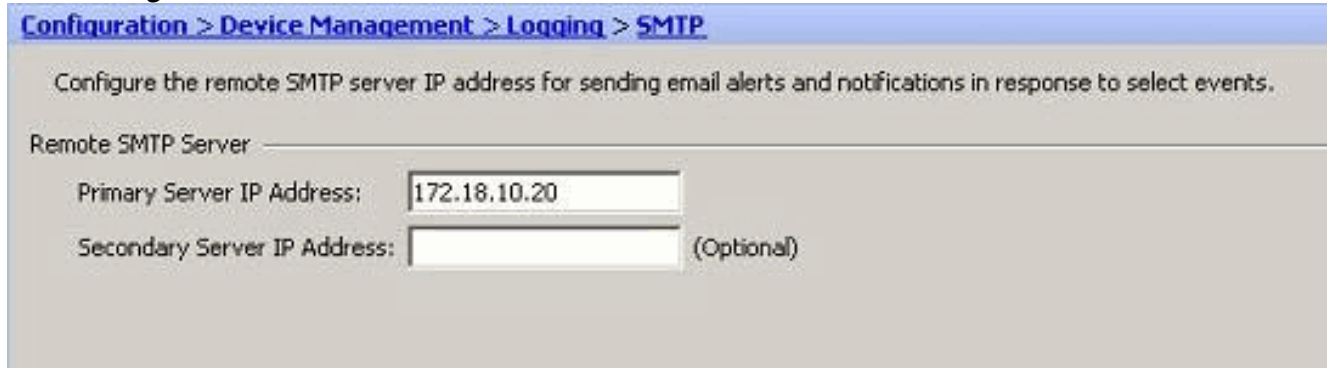 Configuration > Device Management > Logging > SMTP
Configure the remote SMTP server IP address for sending email alerts and notifications in response to select events.
Remote SMTP Server
Primary Server IP Address: 172.18.10.20
Secondary Server IP Address: (Optional)